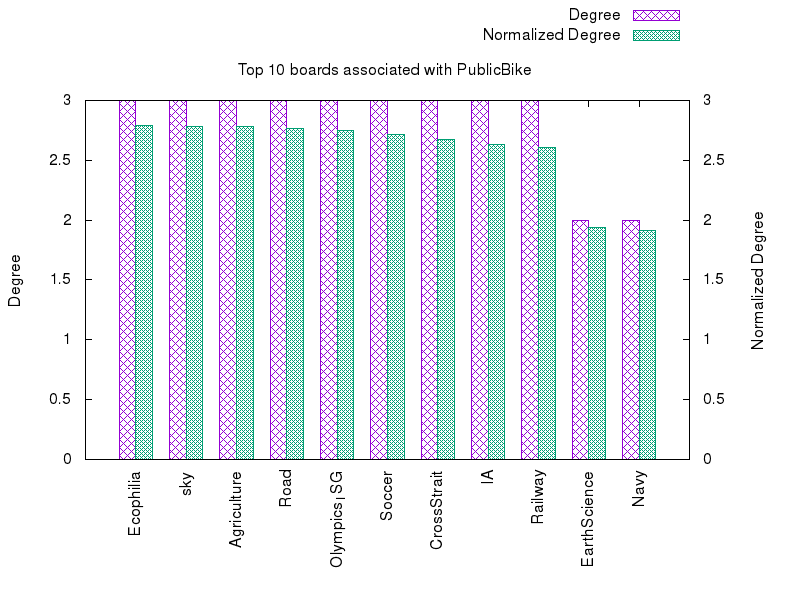 Degree
Normalized Degree
Top 10 boards associated with PublicBike
3
2.5
2
1.5
1
0.5
0
3
2.5
2
1.5
1
0.5
0
Degree
Normalized Degree
Ecophilia
sky
Agriculture
Road
Olympics_ISG
Soccer
CrossStrait
IA
Railway
EarthScience
Navy